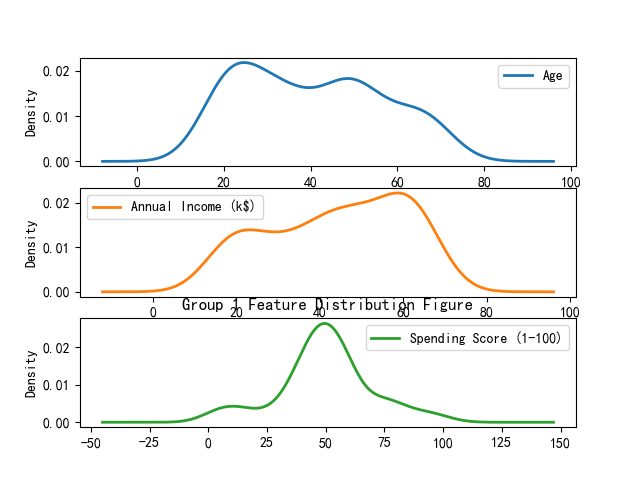 0.02
0.01
0.00
Density
Age
0 20 40 60 80 100
0.02
0.01
0.00
Density
Annual Income (k$)
0 20 40 60 80 100
Group 1 Feature Distribution Figure
0.02
0.01
0.00
Density
Spending Score (1-100)
−50 −25 0 25 50 75 100 125 150